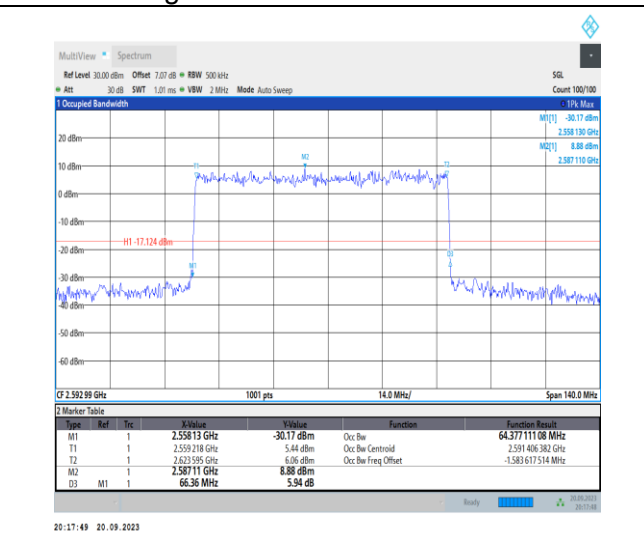 MultiView Spectrum
Ref Level 30.00 dBm Offset 7.07 dB RBW 500 kHz SGL
Att 30 dB SWT 1.01 ms VBW 2 MHz Mode Auto Sweep Count 100/100
1 Occupied Bandwidth 1Pk Max
M1[1] -30.17 dBm
2.558 130 GHz
20 dBm
M2[1] 8.88 dBm
2.587 110 GHz
M2
T1
T2
10 dBm
0 dBm
-10 dBm
H1 -17.124 dBm
-20 dBm
D3
M1
-30 dBm
-40 dBm
-50 dBm
-60 dBm
CF 2.592 99 GHz 1001 pts 14.0 MHz/ Span 140.0 MHz
2 Marker Table
Type Ref Trc X-Value Y-Value Function Function Result
M1 1 2.55813 GHz -30.17 dBm Occ Bw 64.377 111 08 MHz
T1 1 2.559 218 GHz 5.44 dBm Occ Bw Centroid 2.591 406 382 GHz
T2 1 2.623 595 GHz 6.06 dBm Occ Bw Freq Offset -1.583 617 514 MHz
M2 1 2.58711 GHz 8.88 dBm
D3 M1 1 66.36 MHz 5.94 dB
Ready 20.09.2023
20:17:48
20:17:49 20.09.2023